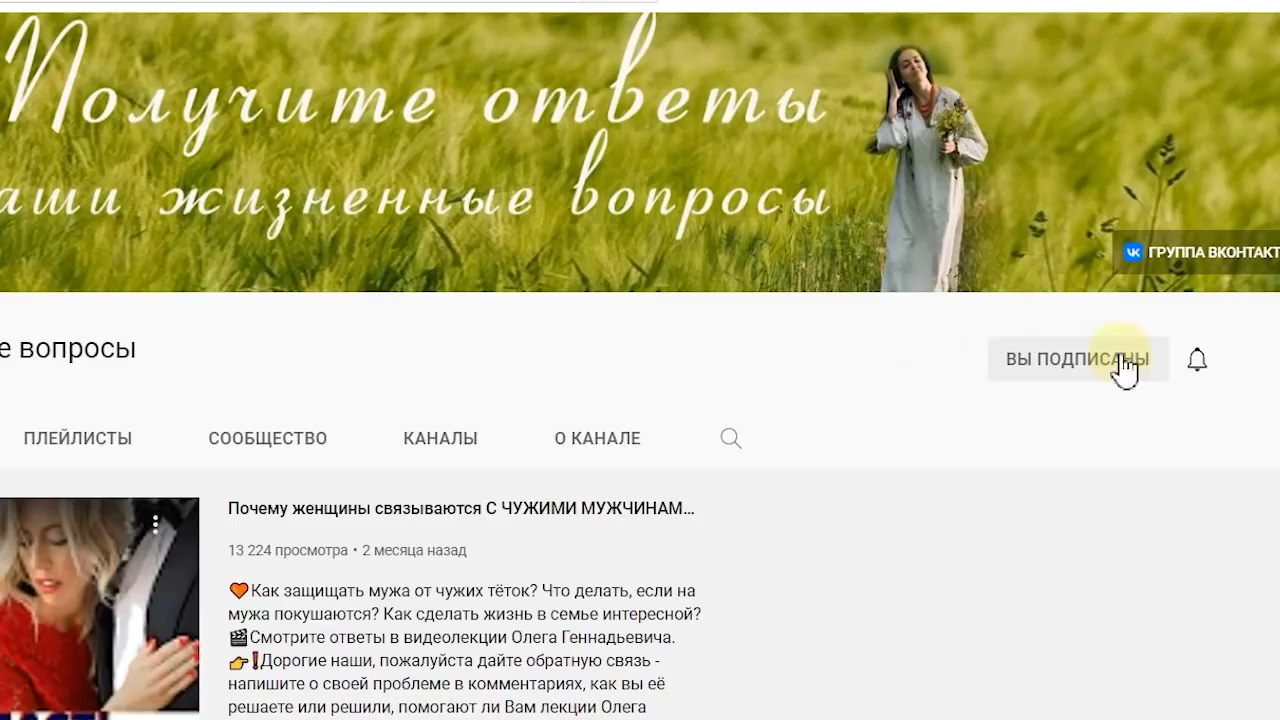 Получите ответы
аши жизненные вопросы
ГРУППА ВКОНТАКТ
е вопросы
ВЫ ПОДПИСАНЫ
ПЛЕЙЛИСТЫ СООБЩЕСТВО КАНАЛЫ О КАНАЛЕ
Почему женщины связываются С ЧУЖИМИ МУЖЧИНАМ...
13 224 просмотра • 2 месяца назад
🧡Как защищать мужа от чужих тёток? Что делать, если на
мужа покушаются? Как сделать жизнь в семье интересной?
🎬Смотрите ответы в видеолекции Олега Геннадьевича.
👉❗Дорогие наши, пожалуйста дайте обратную связь -
напишите о своей проблеме в комментариях, как вы её
решаете или решили, помогают ли Вам лекции Олега